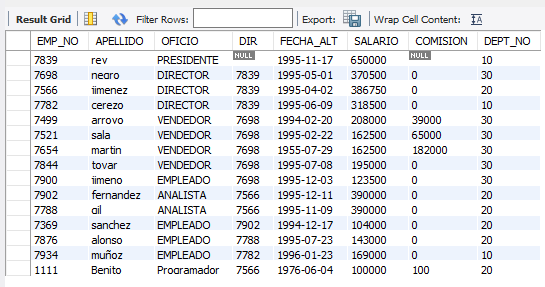 Result Grid Filter Rows: Export: Wrap Cell Content: IA
EMP_NO APELLIDO OFICIO DIR FECHA_ALT SALARIO COMISION DEPT_NO
7839 rey PRESIDENTE NULL 1995-11-17 650000 NULL 10
7698 negro DIRECTOR 7839 1995-05-01 370500 0 30
7566 jimenez DIRECTOR 7839 1995-04-02 386750 0 20
7782 cerezo DIRECTOR 7839 1995-06-09 318500 0 10
7499 arroyo VENDEDOR 7698 1994-02-20 208000 39000 30
7521 sala VENDEDOR 7698 1995-02-22 162500 65000 30
7654 martin VENDEDOR 7698 1995-07-29 162500 182000 30
7844 tovar VENDEDOR 7698 1995-07-08 195000 0 30
7900 jimeno EMPLEADO 7698 1995-12-03 123500 0 30
7902 fernandez ANALISTA 7566 1995-12-11 390000 0 20
7788 gil ANALISTA 7566 1995-11-09 390000 0 20
7369 sanchez EMPLEADO 7902 1994-12-17 104000 0 20
7876 alonso EMPLEADO 7788 1995-07-23 143000 0 20
7934 muñoz EMPLEADO 7782 1996-01-23 169000 0 10
1111 Benito Programador 7566 1976-06-04 100000 100 20